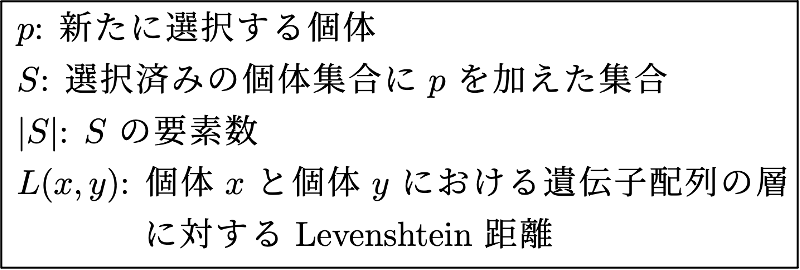 p: 新たに選択する個体
S: 選択済みの個体集合に p を加えた集合
|S|: S の要素数
L(x, y): 個体 x と個体 y における遺伝子配列の層
に対する Levenshtein 距離